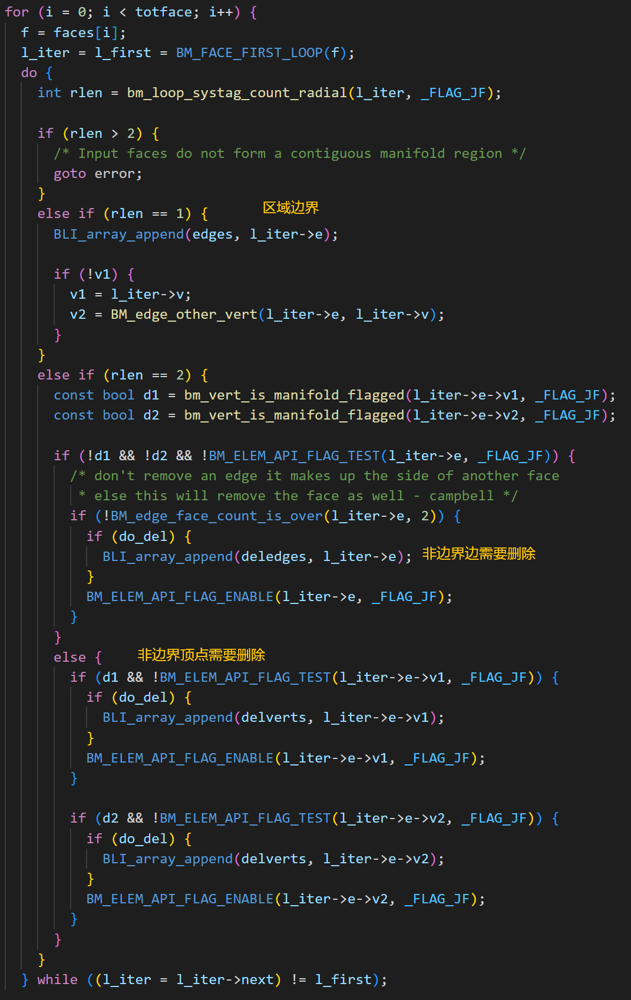 for (i = 0; i < totface; i++) {
  f = faces[i];
  l_iter = l_first = BM_FACE_FIRST_LOOP(f);
  do {
    int rlen = bm_loop_systag_count_radial(l_iter, _FLAG_JF);

    if (rlen > 2) {
      /* Input faces do not form a contiguous manifold region */
      goto error;
    }
    else if (rlen == 1) { 区域边界
      BLI_array_append(edges, l_iter->e);

      if (!v1) {
        v1 = l_iter->v;
        v2 = BM_edge_other_vert(l_iter->e, l_iter->v);
      }
    }
    else if (rlen == 2) {
      const bool d1 = bm_vert_is_manifold_flagged(l_iter->e->v1, _FLAG_JF);
      const bool d2 = bm_vert_is_manifold_flagged(l_iter->e->v2, _FLAG_JF);

      if (!d1 && !d2 && !BM_ELEM_API_FLAG_TEST(l_iter->e, _FLAG_JF)) {
        /* don't remove an edge it makes up the side of another face
         * else this will remove the face as well - campbell */
        if (!BM_edge_face_count_is_over(l_iter->e, 2)) {
          if (do_del) {
            BLI_array_append(deledges, l_iter->e); 非边界边需要删除
          }
          BM_ELEM_API_FLAG_ENABLE(l_iter->e, _FLAG_JF);
        }
      }
      else { 非边界顶点需要删除
        if (d1 && !BM_ELEM_API_FLAG_TEST(l_iter->e->v1, _FLAG_JF)) {
          if (do_del) {
            BLI_array_append(delverts, l_iter->e->v1);
          }
          BM_ELEM_API_FLAG_ENABLE(l_iter->e->v1, _FLAG_JF);
        }

        if (d2 && !BM_ELEM_API_FLAG_TEST(l_iter->e->v2, _FLAG_JF)) {
          if (do_del) {
            BLI_array_append(delverts, l_iter->e->v2);
          }
          BM_ELEM_API_FLAG_ENABLE(l_iter->e->v2, _FLAG_JF);
        }
      }
    }
  } while ((l_iter = l_iter->next) != l_first);